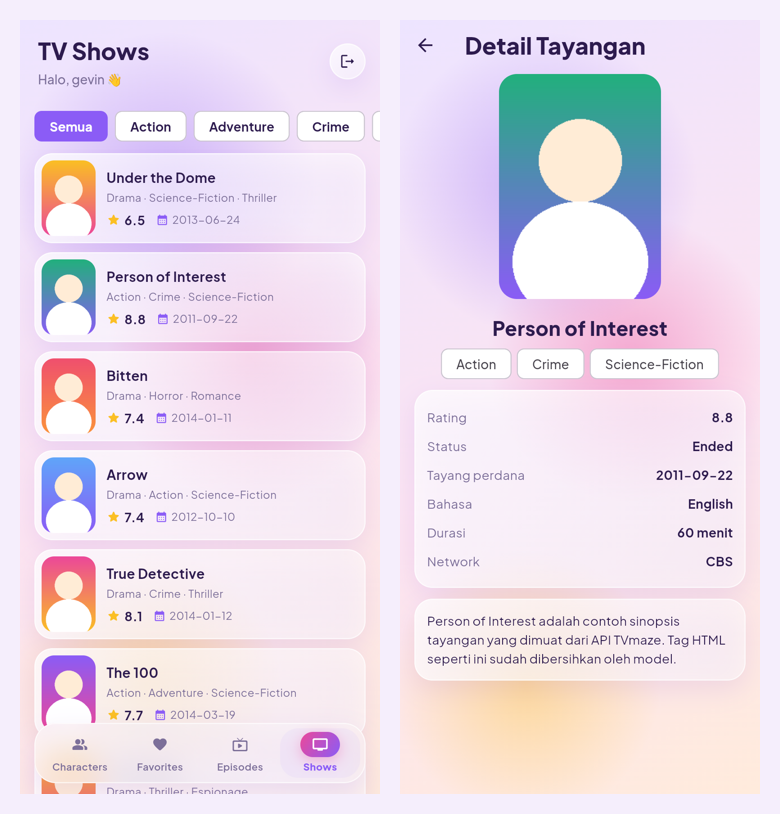 TV Shows
Halo, gevin 👋
Semua
Action
Adventure
Crime
Under the Dome
Drama · Science-Fiction · Thriller
6.5 2013-06-24
Person of Interest
Action · Crime · Science-Fiction
8.8 2011-09-22
Bitten
Drama · Horror · Romance
7.4 2014-01-11
Arrow
Drama · Action · Science-Fiction
7.4 2012-10-10
True Detective
Drama · Crime · Thriller
8.1 2014-01-12
The 100
Action · Adventure · Science-Fiction
7.7 2014-03-19
Characters
Favorites
Episodes
Shows
Drama · Thriller · Espionage
Detail Tayangan
Person of Interest
Action
Crime
Science-Fiction
Rating 8.8
Status Ended
Tayang perdana 2011-09-22
Bahasa English
Durasi 60 menit
Network CBS
Person of Interest adalah contoh sinopsis
tayangan yang dimuat dari API TVmaze. Tag HTML
seperti ini sudah dibersihkan oleh model.